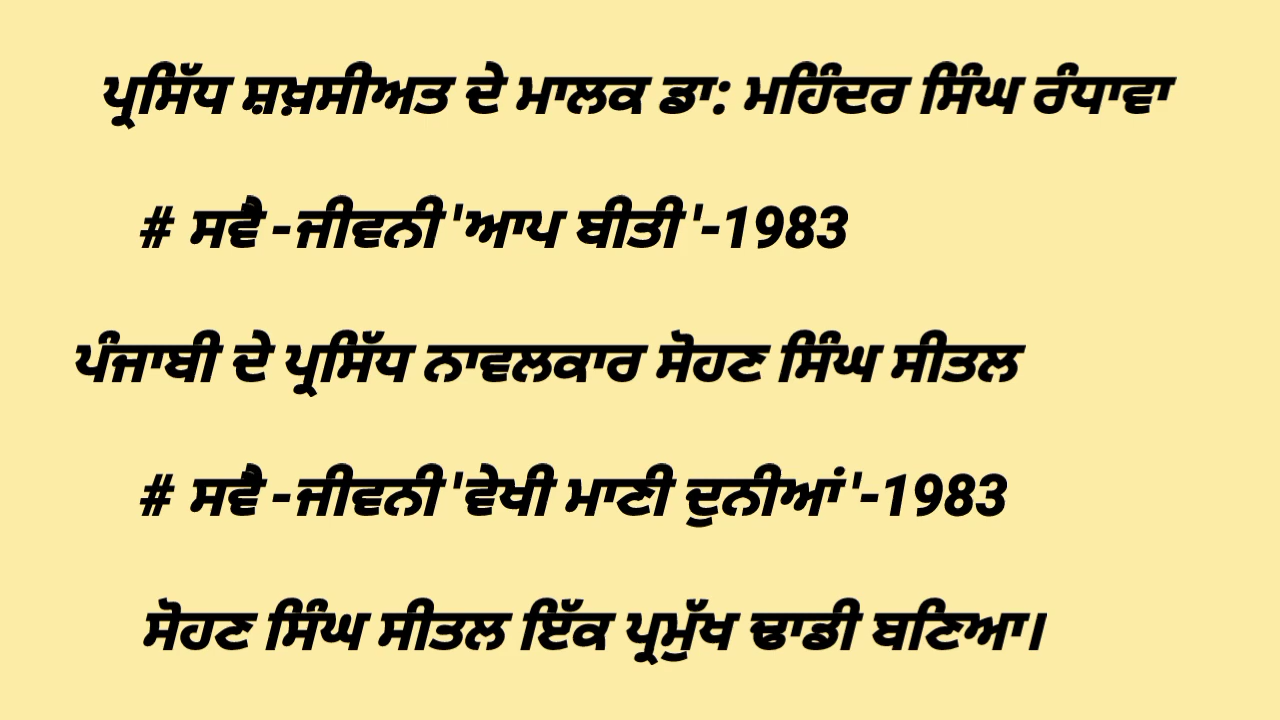 ਪ੍ਰਸਿੱਧ ਸ਼ਖ਼ਸੀਅਤ ਦੇ ਮਾਲਕ ਡਾ: ਮਹਿੰਦਰ ਸਿੰਘ ਰੰਧਾਵਾ
# ਸਵੈ -ਜੀਵਨੀ 'ਆਪ ਬੀਤੀ '-1983
ਪੰਜਾਬੀ ਦੇ ਪ੍ਰਸਿੱਧ ਨਾਵਲਕਾਰ ਸੋਹਣ ਸਿੰਘ ਸੀਤਲ
# ਸਵੈ -ਜੀਵਨੀ 'ਵੇਖੀ ਮਾਣੀ ਦੁਨੀਆਂ '-1983
ਸੋਹਣ ਸਿੰਘ ਸੀਤਲ ਇੱਕ ਪ੍ਰਮੁੱਖ ਢਾਡੀ ਬਣਿਆ।